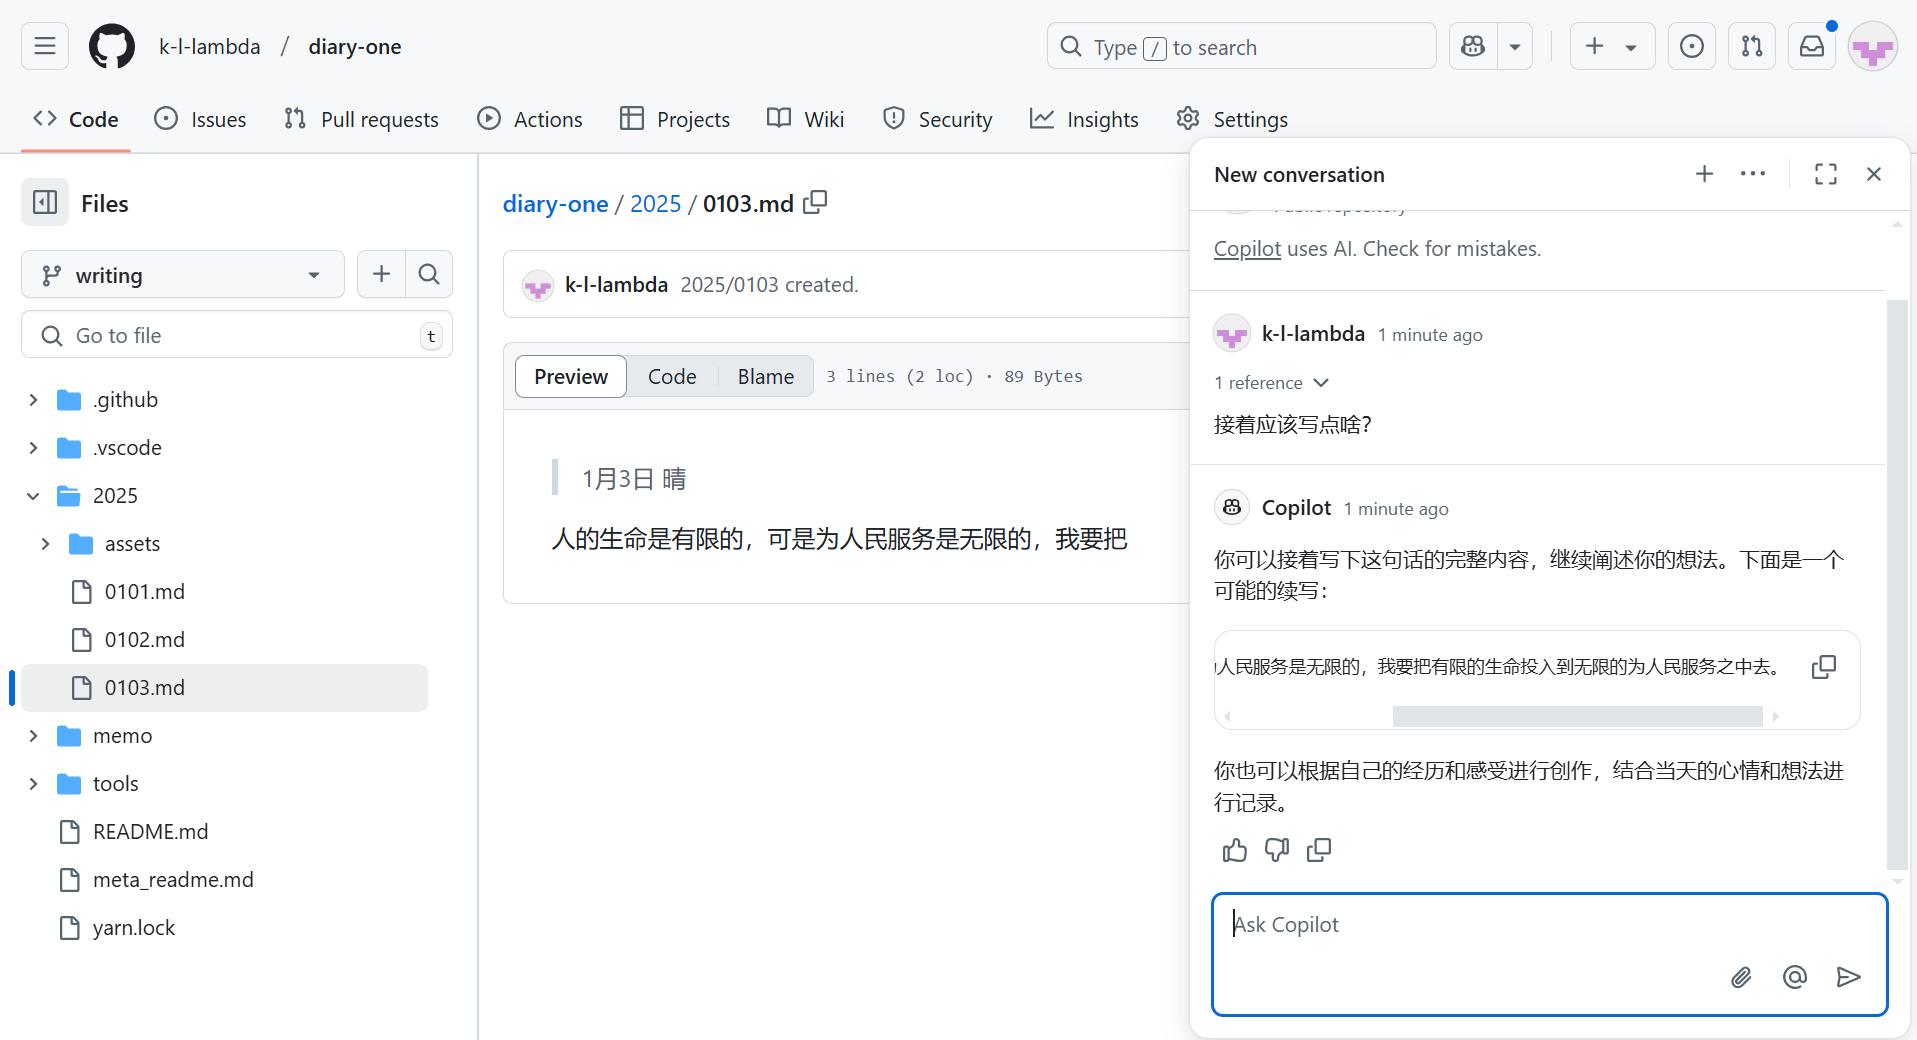 k-l-lambda / diary-one
Type / to search
Code
Issues
Pull requests
Actions
Projects
Wiki
Security
Insights
Settings
Files
writing
Go to file
t
.github
.vscode
2025
assets
0101.md
0102.md
0103.md
memo
tools
README.md
meta_readme.md
yarn.lock
diary-one / 2025 / 0103.md
k-l-lambda 2025/0103 created.
Preview
Code
Blame
3 lines (2 loc) · 89 Bytes
1月3日 晴
人的生命是有限的，可是为人民服务是无限的，我要把
New conversation
Public repository
Copilot uses AI. Check for mistakes.
k-l-lambda 1 minute ago
1 reference
接着应该写点啥？
Copilot 1 minute ago
你可以接着写下这句话的完整内容，继续阐述你的想法。下面是一个
可能的续写：
人民服务是无限的，我要把有限的生命投入到无限的为人民服务之中去。
你也可以根据自己的经历和感受进行创作，结合当天的心情和想法进
行记录。
Ask Copilot